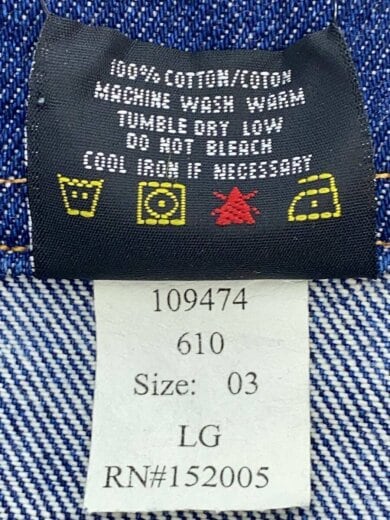 100% COTTON/COTON
MACHINE WASH WARM
TUMBLE DRY LOW
DO NOT BLEACH
COOL IRON IF NECESSARY
109474
610
Size: 03
LG
RN#152005